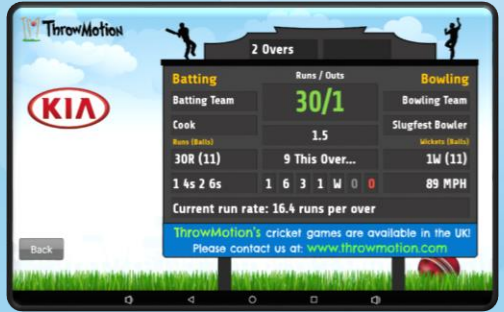 ThrowMotion
2 Overs
KIA
Batting
Runs / Outs
Bowling
Batting Team
30/1
Bowling Team
Cook
Slugfest Bowler
Runs (Balls)
1.5
Wickets (Balls)
30R (11)
9 This Over...
1W (11)
1 4s 2 6s
1 6 3 1 W 0 0
89 MPH
Current run rate: 16.4 runs per over
ThrowMotion's cricket games are available in the UK!
Please contact us at: www.throwmotion.com
Back